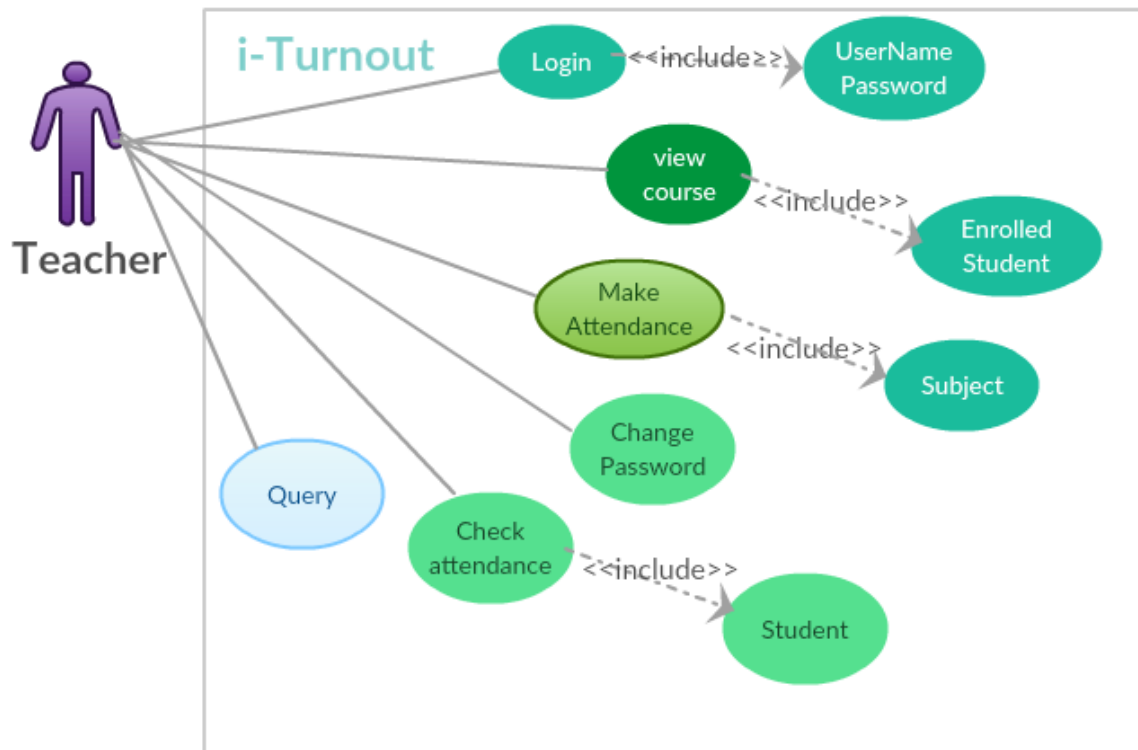 i-Turnout
Login
<<include>>
UserName
Password
view
course
<<include>>
Enrolled
Student
Teacher
Make
Attendance
<<include>>
Subject
Change
Password
Query
Check
attendance
<<include>>
Student